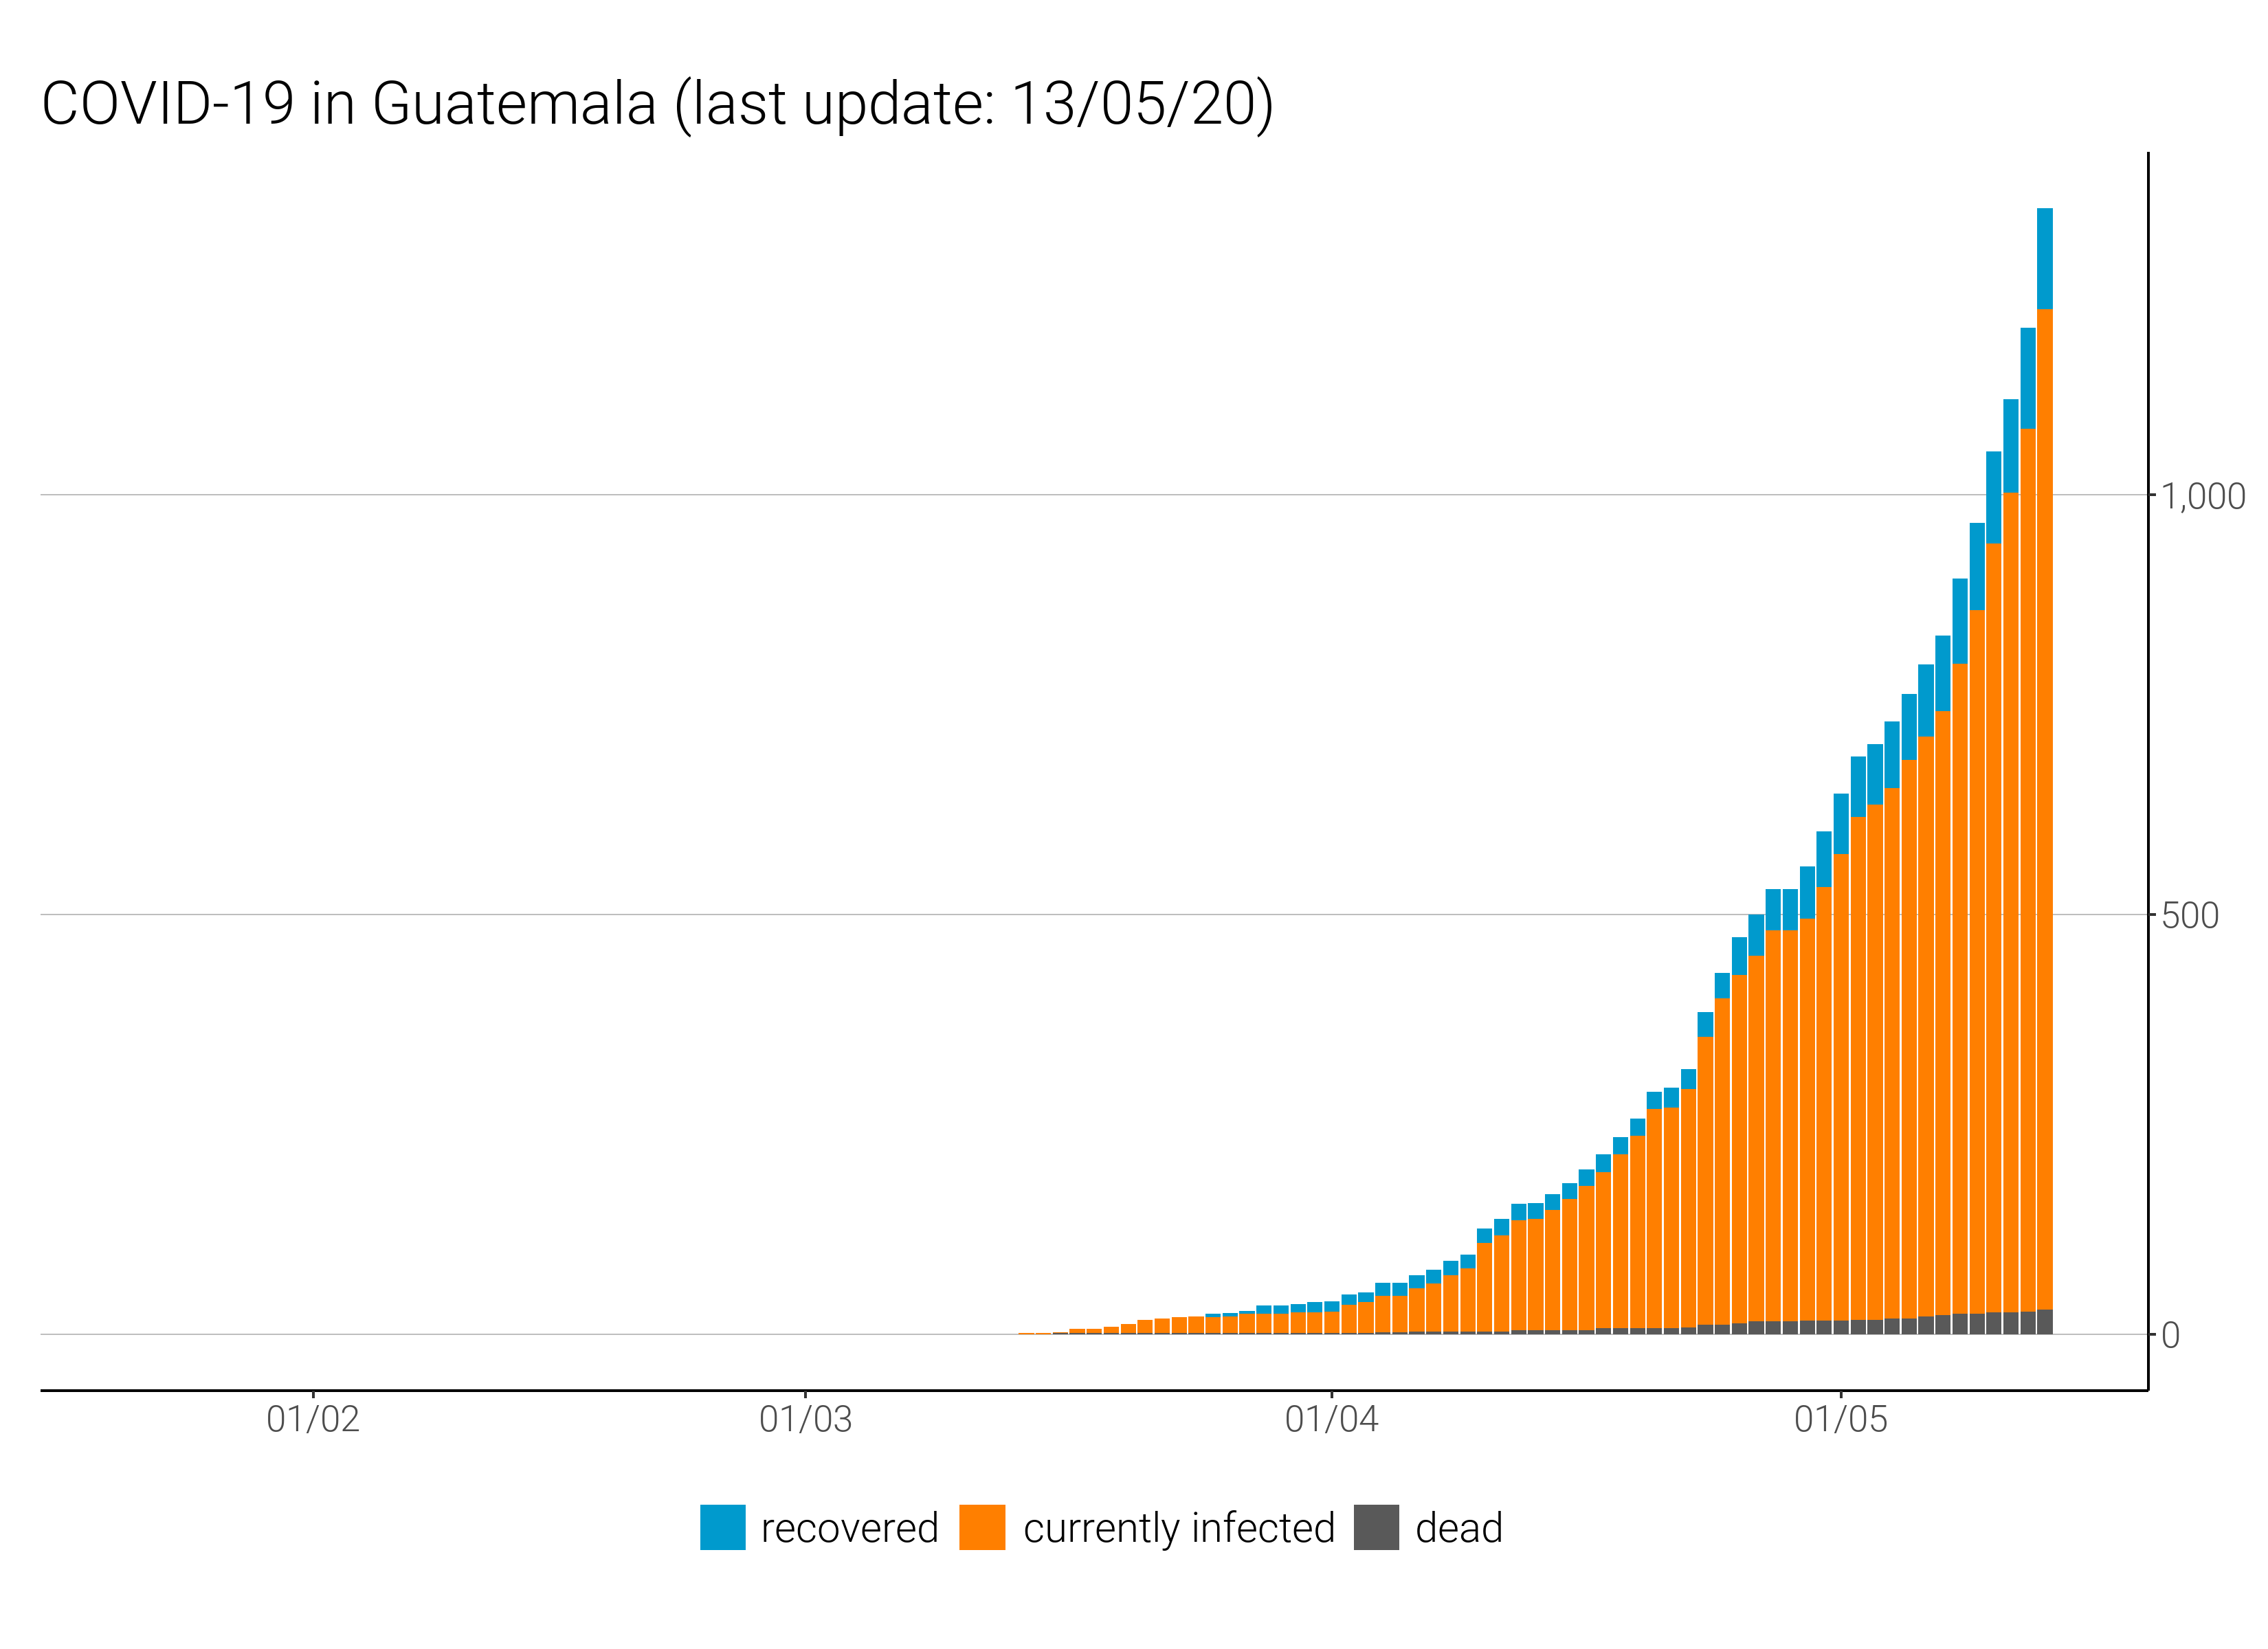 COVID-19 in Guatemala (last update: 13/05/20)
1,000
500
0
01/02 01/03 01/04 01/05
recovered currently infected dead